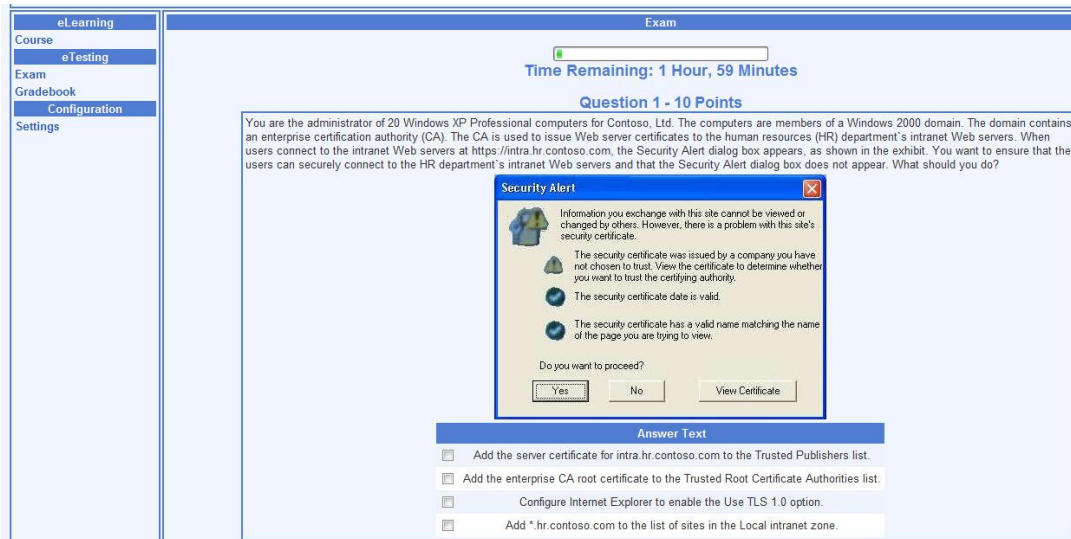 eLearning
Course
eTesting
Exam
Gradebook
Configuration
Settings
Exam
Time Remaining: 1 Hour, 59 Minutes
Question 1 - 10 Points
You are the administrator of 20 Windows XP Professional computers for Contoso, Ltd. The computers are members of a Windows 2000 domain. The domain contains
an enterprise certification authority (CA). The CA is used to issue Web server certificates to the human resources (HR) department`s intranet Web servers. When
users connect to the intranet Web servers at https://intra.hr.contoso.com, the Security Alert dialog box appears, as shown in the exhibit. You want to ensure that the
users can securely connect to the HR department`s intranet Web servers and that the Security Alert dialog box does not appear. What should you do?
Security Alert
Information you exchange with this site cannot be viewed or
changed by others. However, there is a problem with this site's
security certificate.
The security certificate was issued by a company you have
not chosen to trust. View the certificate to determine whether
you want to trust the certifying authority.
The security certificate date is valid.
The security certificate has a valid name matching the name
of the page you are trying to view.
Do you want to proceed?
Yes
No
View Certificate
Answer Text
Add the server certificate for intra.hr.contoso.com to the Trusted Publishers list.
Add the enterprise CA root certificate to the Trusted Root Certificate Authorities list.
Configure Internet Explorer to enable the Use TLS 1.0 option.
Add *.hr.contoso.com to the list of sites in the Local intranet zone.